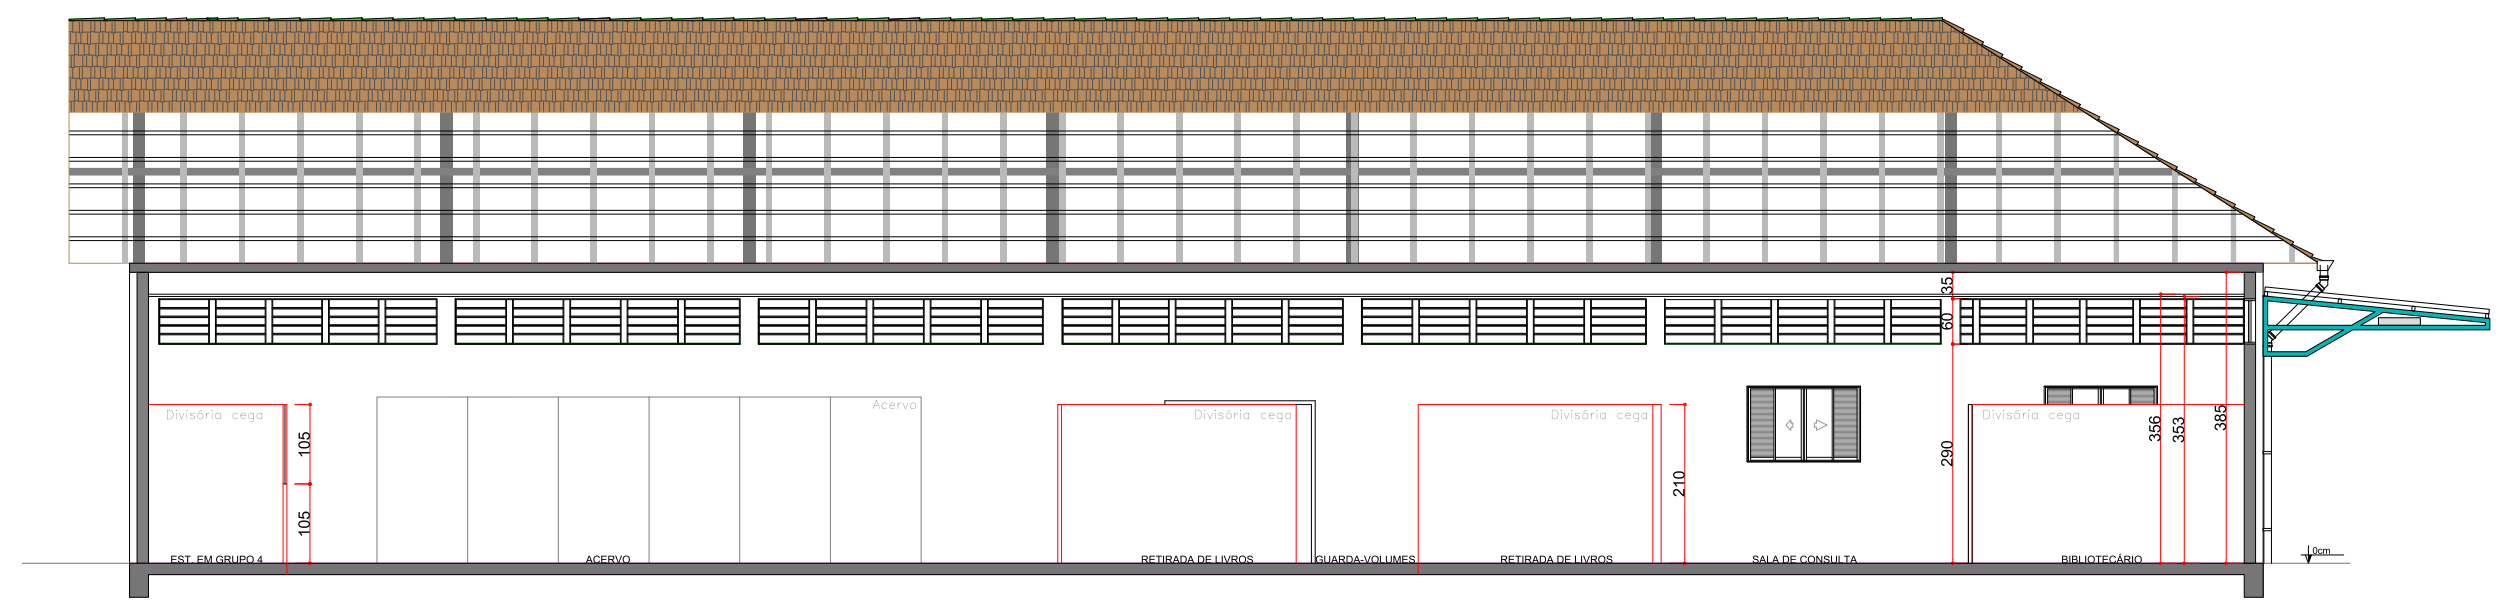 35
60
290
356
353
385
Acervo
Divisória cega
Divisória cega
Divisória cega
Divisória cega
105
105
210
EST. EM GRUPO 4
ACERVO
RETIRADA DE LIVROS
GUARDA-VOLUMES
RETIRADA DE LIVROS
SALA DE CONSULTA
BIBLIOTECÁRIO
0cm